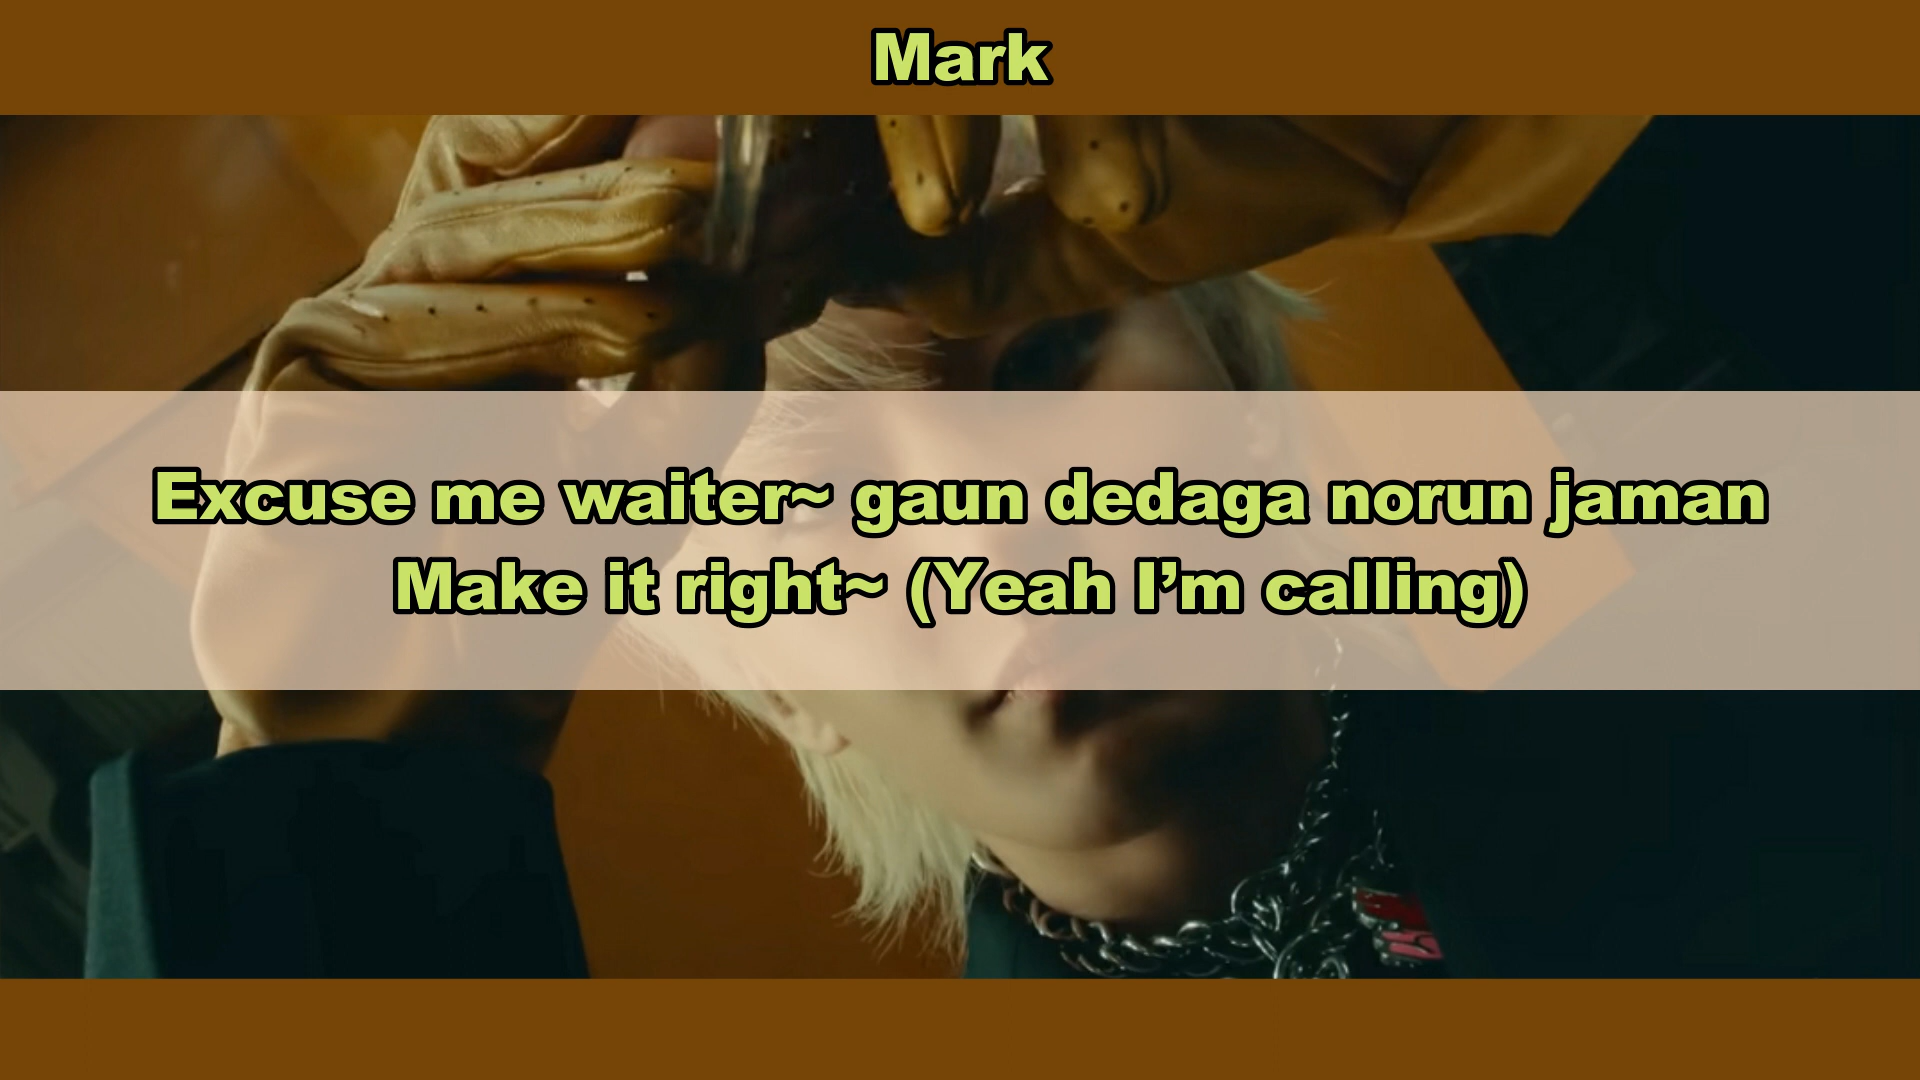 Mark
Excuse me waiter~ gaun dedaga norun jaman
Make it right~ (Yeah I’m calling)